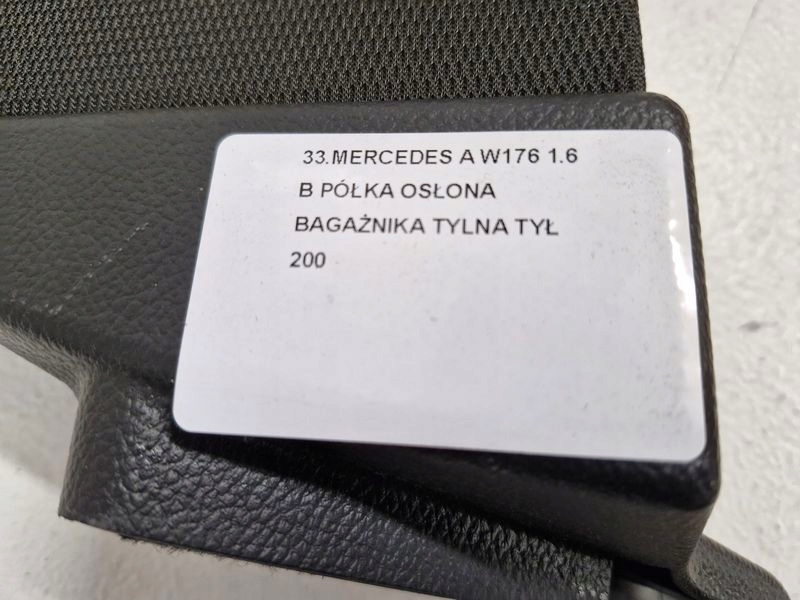 33.MERCEDES A W176 1.6
B PÓŁKA OSŁONA
BAGAŻNIKA TYLNA TYŁ
200